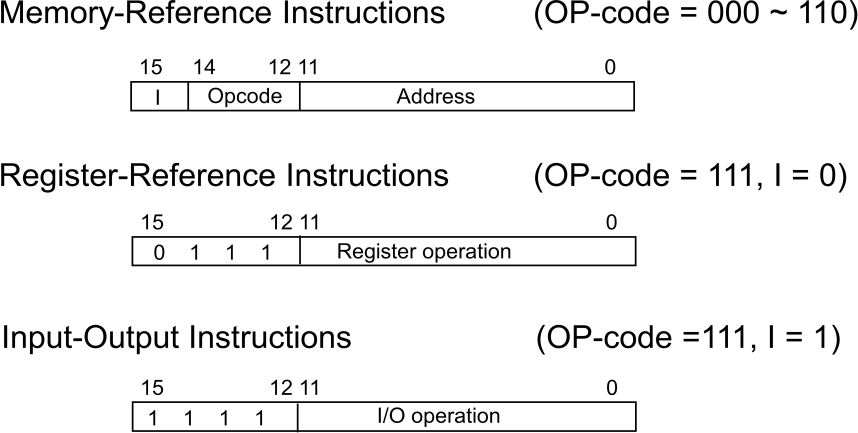 Memory-Reference Instructions (OP-code = 000 ~ 110)
15 14 12 11 0
I Opcode Address
Register-Reference Instructions (OP-code = 111, I = 0)
15 12 11 0
0 1 1 1 Register operation
Input-Output Instructions (OP-code =111, I = 1)
15 12 11 0
1 1 1 1 I/O operation